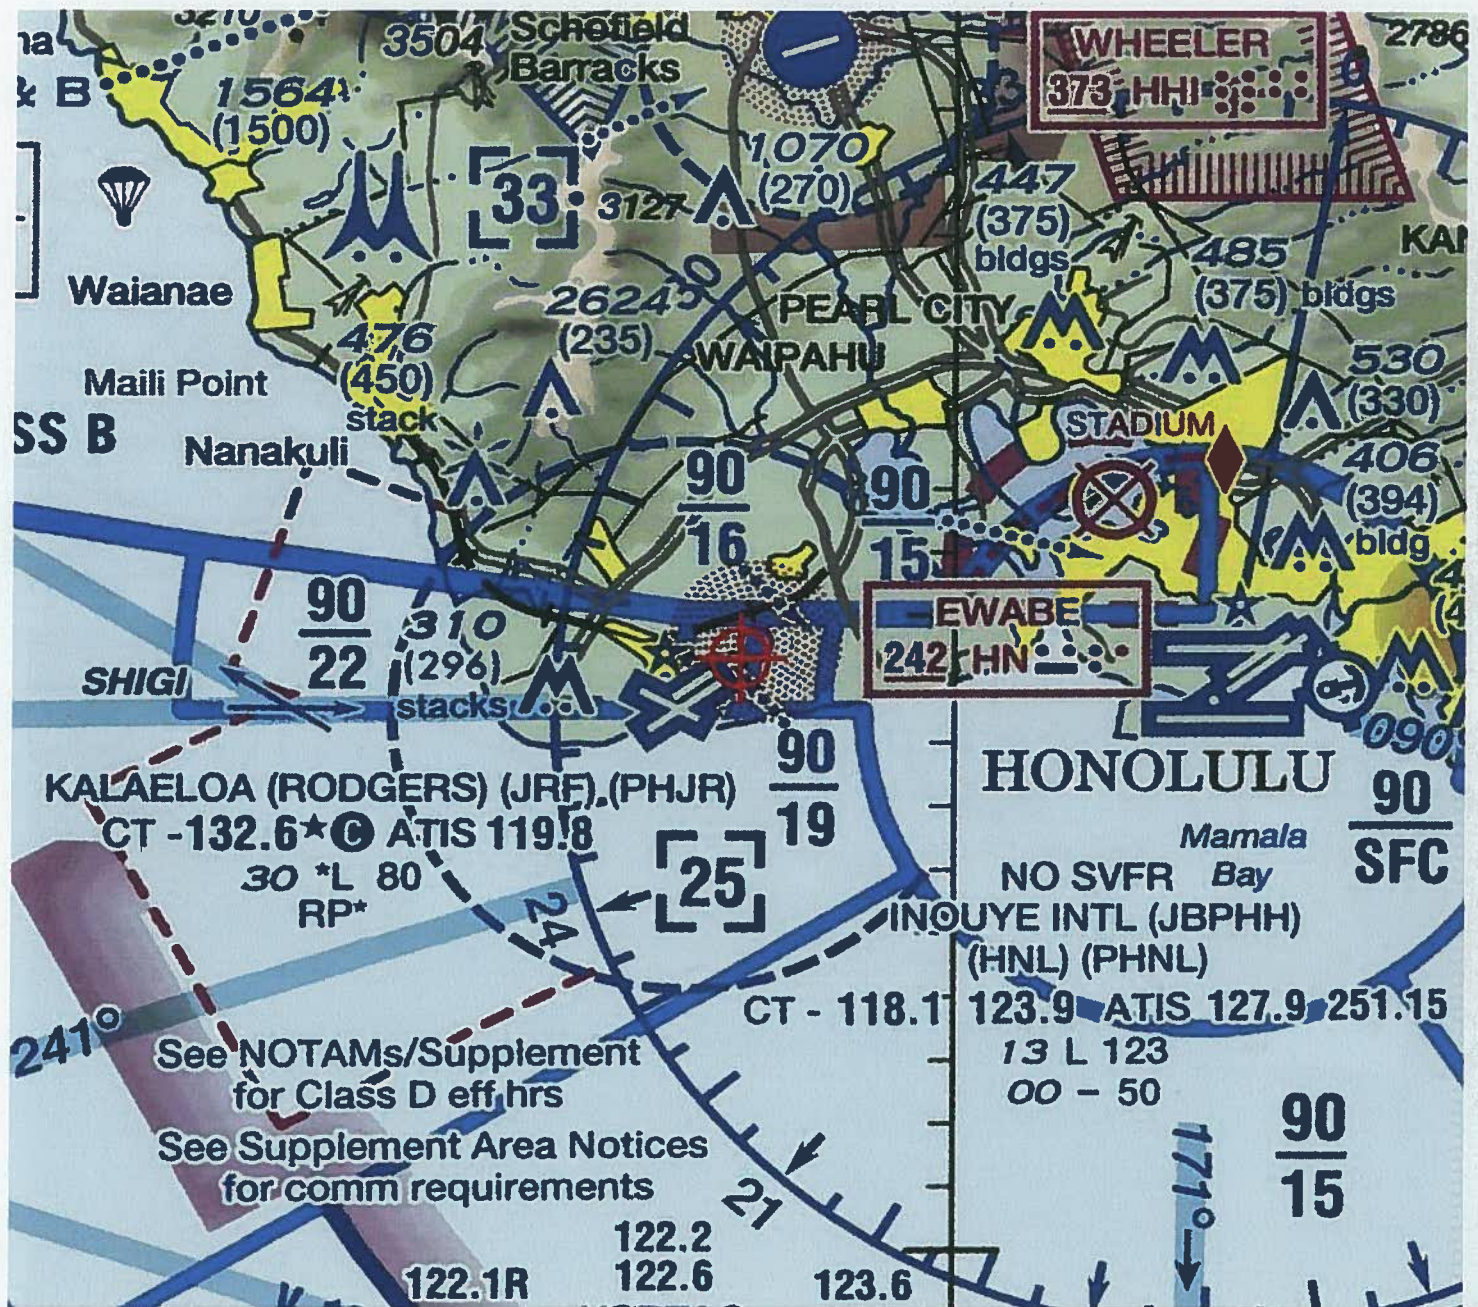 3210
3504
Schofield
Barracks
na
& B
1564
(1500)
WHEELER
373 HHI
2786
33
3127
1070
(270)
447
(375)
bldgs
485
(375) bldgs
Waianae
2624
(235)
30
PEARL CITY
WAIPAHU
476
(450)
stack
Maili Point
SS B
Nanakuli
530
(330)
STADIUM
406
(394)
bldg
90
16
90
15
90
22
310
(296)
stacks
SHIGI
EWABE
242 HN
090
90
19
HONOLULU
90
SFC
KALAELOA (RODGERS) (JRF) (PHJR)
CT -132.6★ C ATIS 119.8
30 *L 80
RP*
25
24
Mamala
Bay
NO SVFR
INOUYE INTL (JBPHH)
(HNL) (PHNL)
CT - 118.1 123.9 ATIS 127.9 251.15
13 L 123
00 – 50
241°
See NOTAMs/Supplement
for Class D eff hrs
See Supplement Area Notices
for comm requirements
21
90
15
171°
122.2
122.1R 122.6 123.6